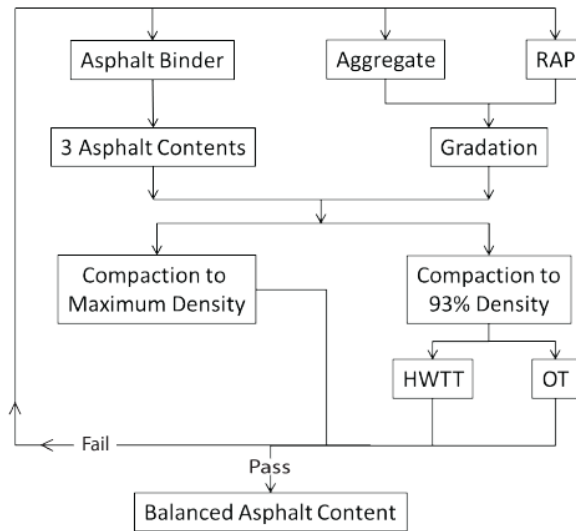 Asphalt Binder
Aggregate
RAP
3 Asphalt Contents
Gradation
Compaction to
Maximum Density
Compaction to
93% Density
HWTT
OT
Fail
Pass
Balanced Asphalt Content